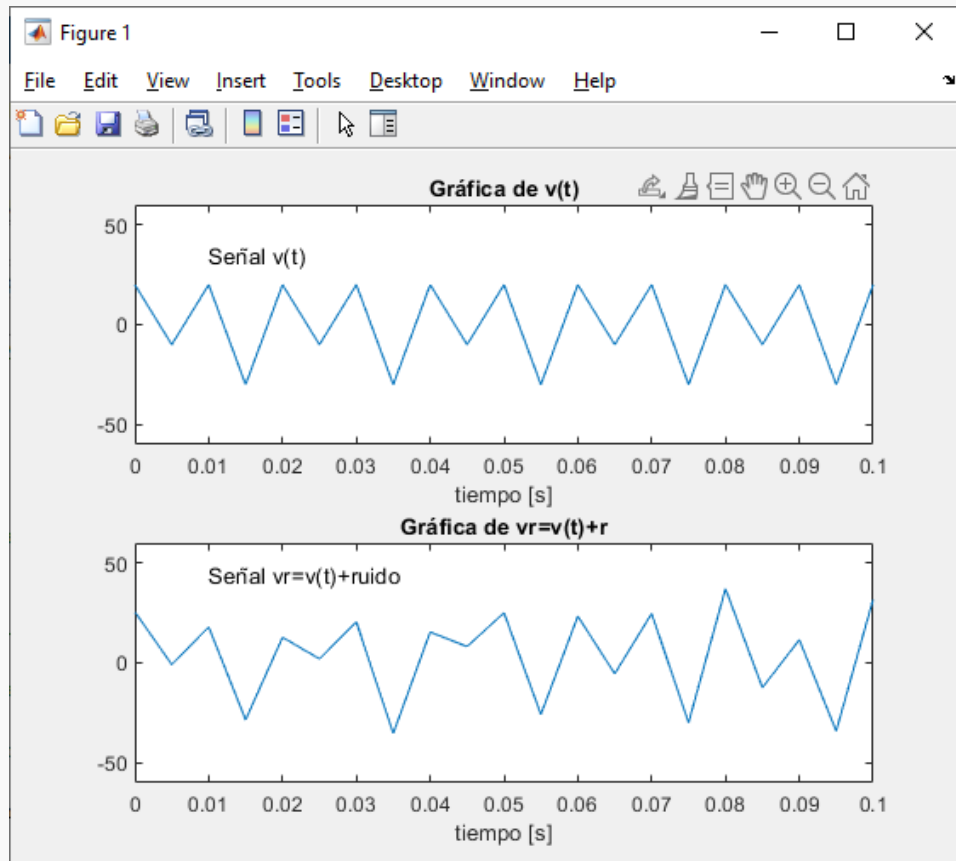 Figure 1
File Edit View Insert Tools Desktop Window Help
Gráfica de v(t)
50
Señal v(t)
0
-50
0 0.01 0.02 0.03 0.04 0.05 0.06 0.07 0.08 0.09 0.1
tiempo [s]
Gráfica de vr=v(t)+r
50
Señal vr=v(t)+ruido
0
-50
0 0.01 0.02 0.03 0.04 0.05 0.06 0.07 0.08 0.09 0.1
tiempo [s]